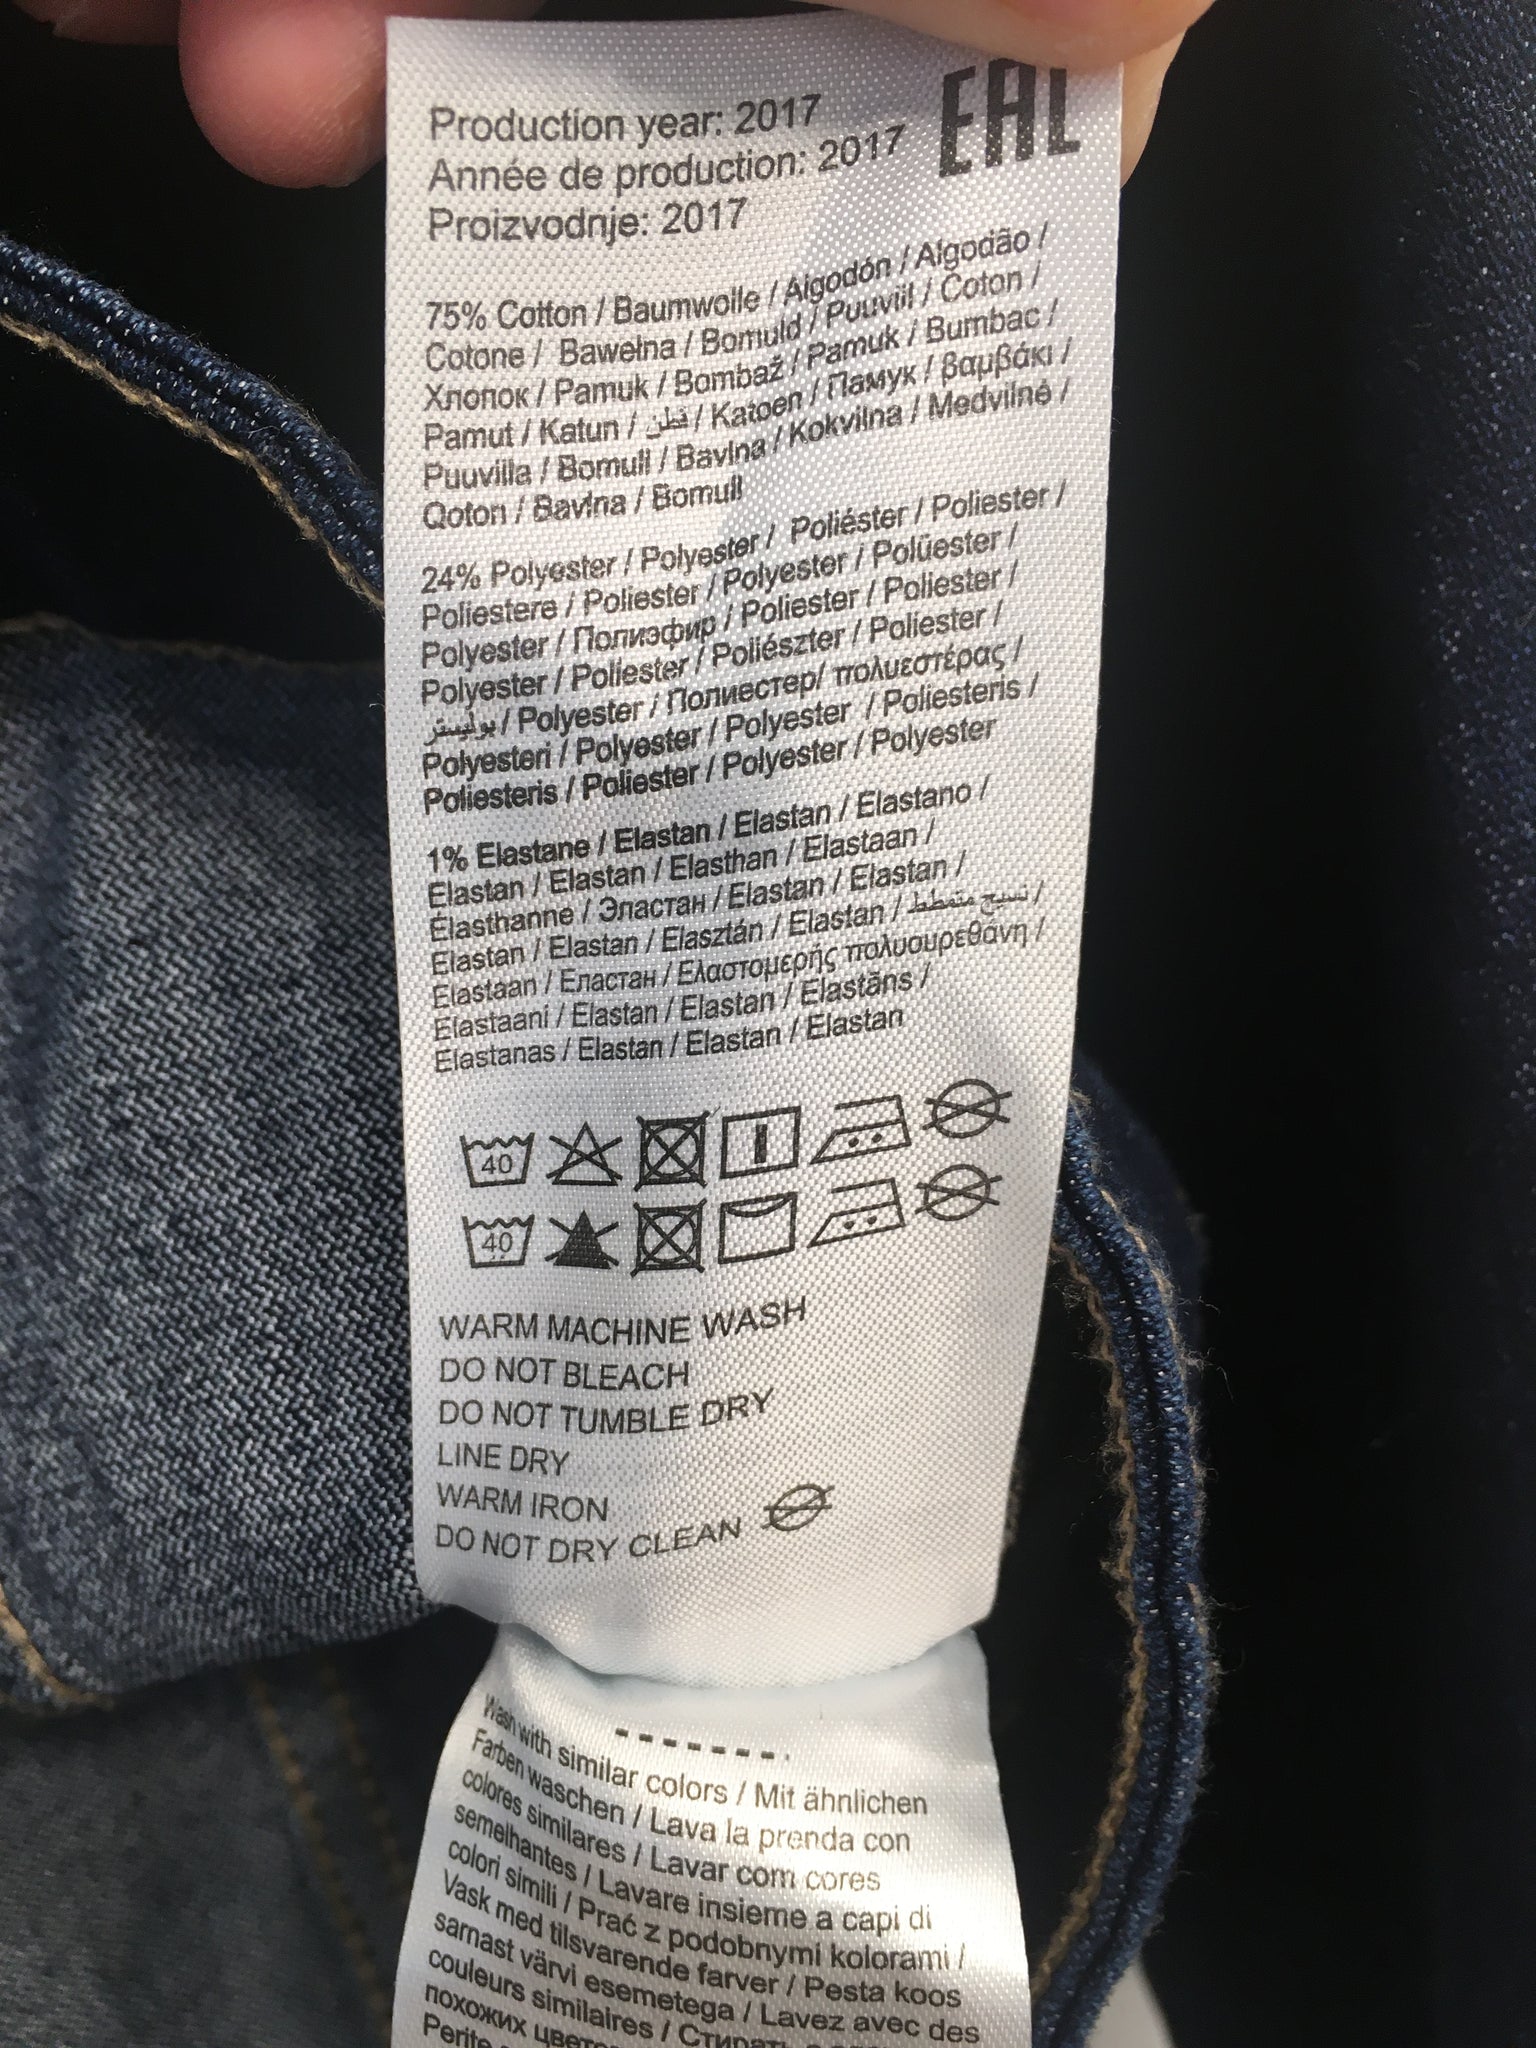 Production year: 2017
EAC
Année de production: 2017
Proizvodnje: 2017
75% Cotton / Baumwolle / Algodón / Algodão /
Cotone / Bawełna / Bomuld / Puuviil / Coton /
Хлопок / Pamuk / Bombaž / Pamuk / Bumbac /
Pamut / Katun / قطن / Katoen / Памук / βαμβάκι /
Puuvilla / Bomull / Bavlna / Kokvilna / Medvilnė /
Qoton / Bavlna / Bomull
24% Polyester / Polyester / Poliéster / Poliester /
Poliestere / Poliester / Polyester / Polüester /
Polyester / Полиэфир / Poliester / Poliester /
Polyester / Poliester / Poliészter / Poliester /
بوليستر / Polyester / Полиестер/ πολυεστέρας /
Polyesteri / Polyester / Polyester / Poliesteris /
Poliesteris / Poliester / Polyester / Polyester
1% Elastane / Elastan / Elastan / Elastano /
Elastan / Elastan / Elasthan / Elastaan /
Élasthanne / Эластан / Elastan / Elastan /
Elastan / Elastan / Elasztán / Elastan / نسيج متمطط /
Elastaan / Еластан / Ελαστομερής πολυουρεθάνη /
Elastaani / Elastan / Elastan / Elastāns /
Elastanas / Elastan / Elastan / Elastan
40
40
WARM MACHINE WASH
DO NOT BLEACH
DO NOT TUMBLE DRY
LINE DRY
WARM IRON
DO NOT DRY CLEAN
Wash with similar colors / Mit ähnlichen
Farben waschen / Lava la prenda con
colores similares / Lavar com cores
semelhantes / Lavare insieme a capi di
colori simili / Prać z podobnymi kolorami /
Vask med tilsvarende farver / Pesta koos
sarnast värvi esemetega / Lavez avec des
couleurs similaires / Стирать
похожих
Perite